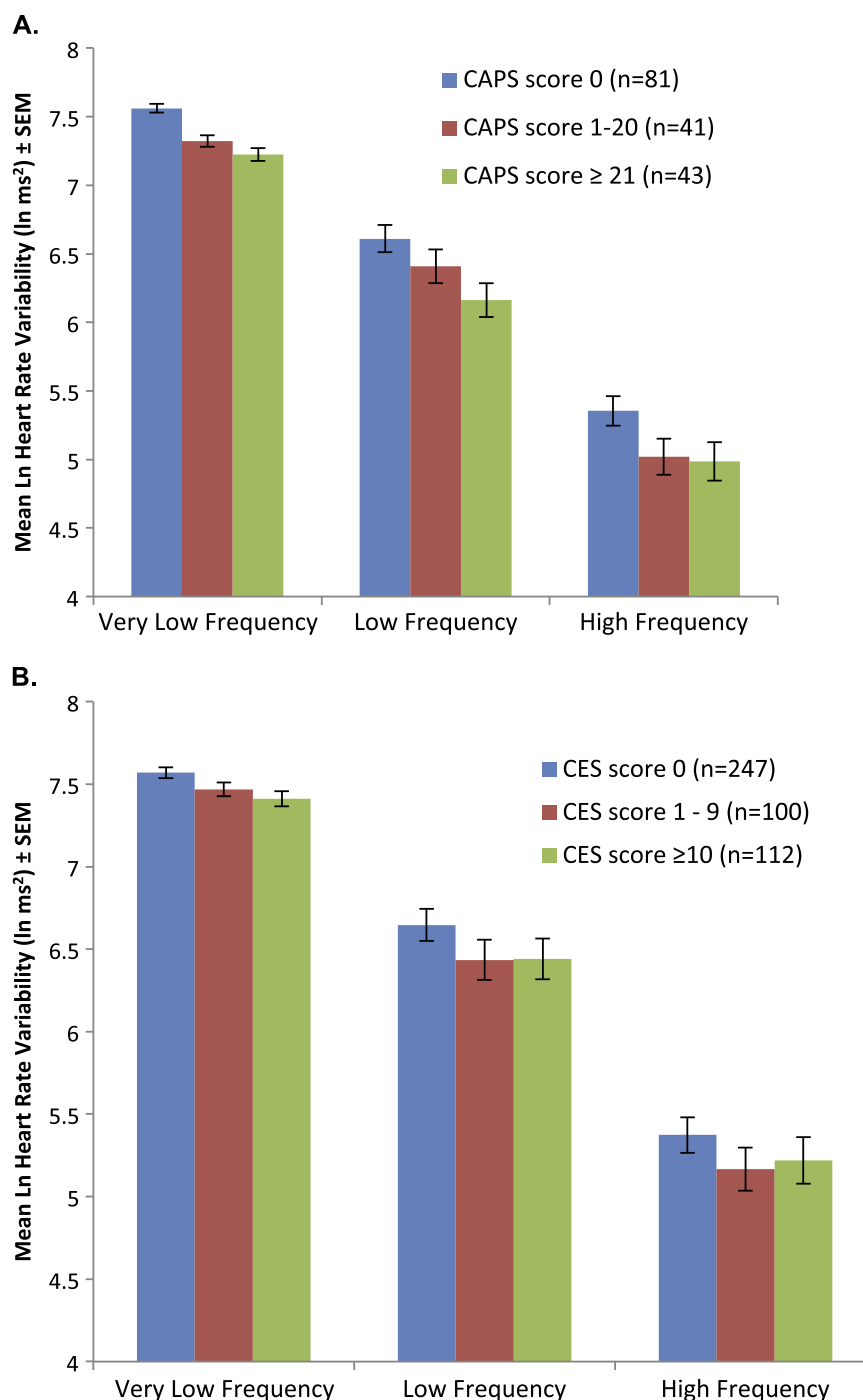 A.
Mean Ln Heart Rate Variability (ln ms²) ± SEM
8
7.5
7
6.5
6
5.5
5
4.5
4
CAPS score 0 (n=81)
CAPS score 1-20 (n=41)
CAPS score ≥ 21 (n=43)
Very Low Frequency
Low Frequency
High Frequency
B.
Mean Ln Heart Rate Variability (ln ms²) ± SEM
8
7.5
7
6.5
6
5.5
5
4.5
4
CES score 0 (n=247)
CES score 1 - 9 (n=100)
CES score ≥10 (n=112)
Very Low Frequency
Low Frequency
High Frequency